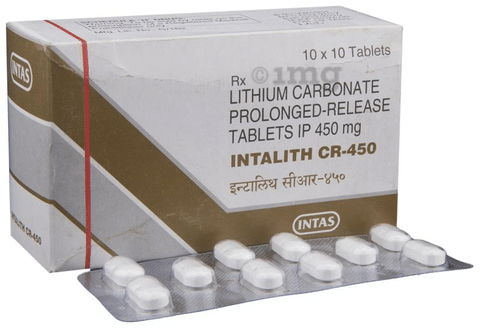 10 x 10 Tablets
Rx
©1mg
LITHIUM CARBONATE
PROLONGED-RELEASE
TABLETS IP 450 mg
INTALITH CR-450
इन्टालिथ सीआर-४५०
INTAS
INTAS
INTALITH CR-450